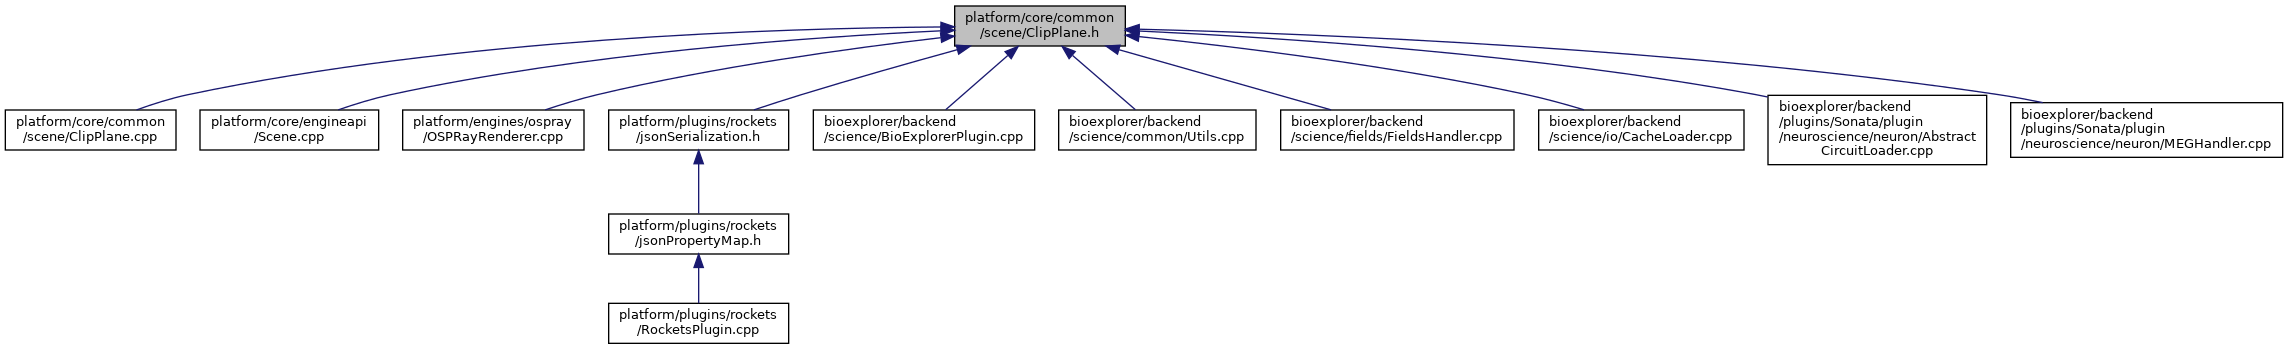 platform/core/common
/scene/ClipPlane.h
platform/core/common
/scene/ClipPlane.cpp
platform/core/engineapi
/Scene.cpp
platform/engines/ospray
/OSPRayRenderer.cpp
platform/plugins/rockets
/jsonSerialization.h
bioexplorer/backend
/science/BioExplorerPlugin.cpp
bioexplorer/backend
/science/common/Utils.cpp
bioexplorer/backend
/science/fields/FieldsHandler.cpp
bioexplorer/backend
/science/io/CacheLoader.cpp
bioexplorer/backend
/plugins/Sonata/plugin
/neuroscience/neuron/Abstract
CircuitLoader.cpp
bioexplorer/backend
/plugins/Sonata/plugin
/neuroscience/neuron/MEGHandler.cpp
platform/plugins/rockets
/jsonPropertyMap.h
platform/plugins/rockets
/RocketsPlugin.cpp